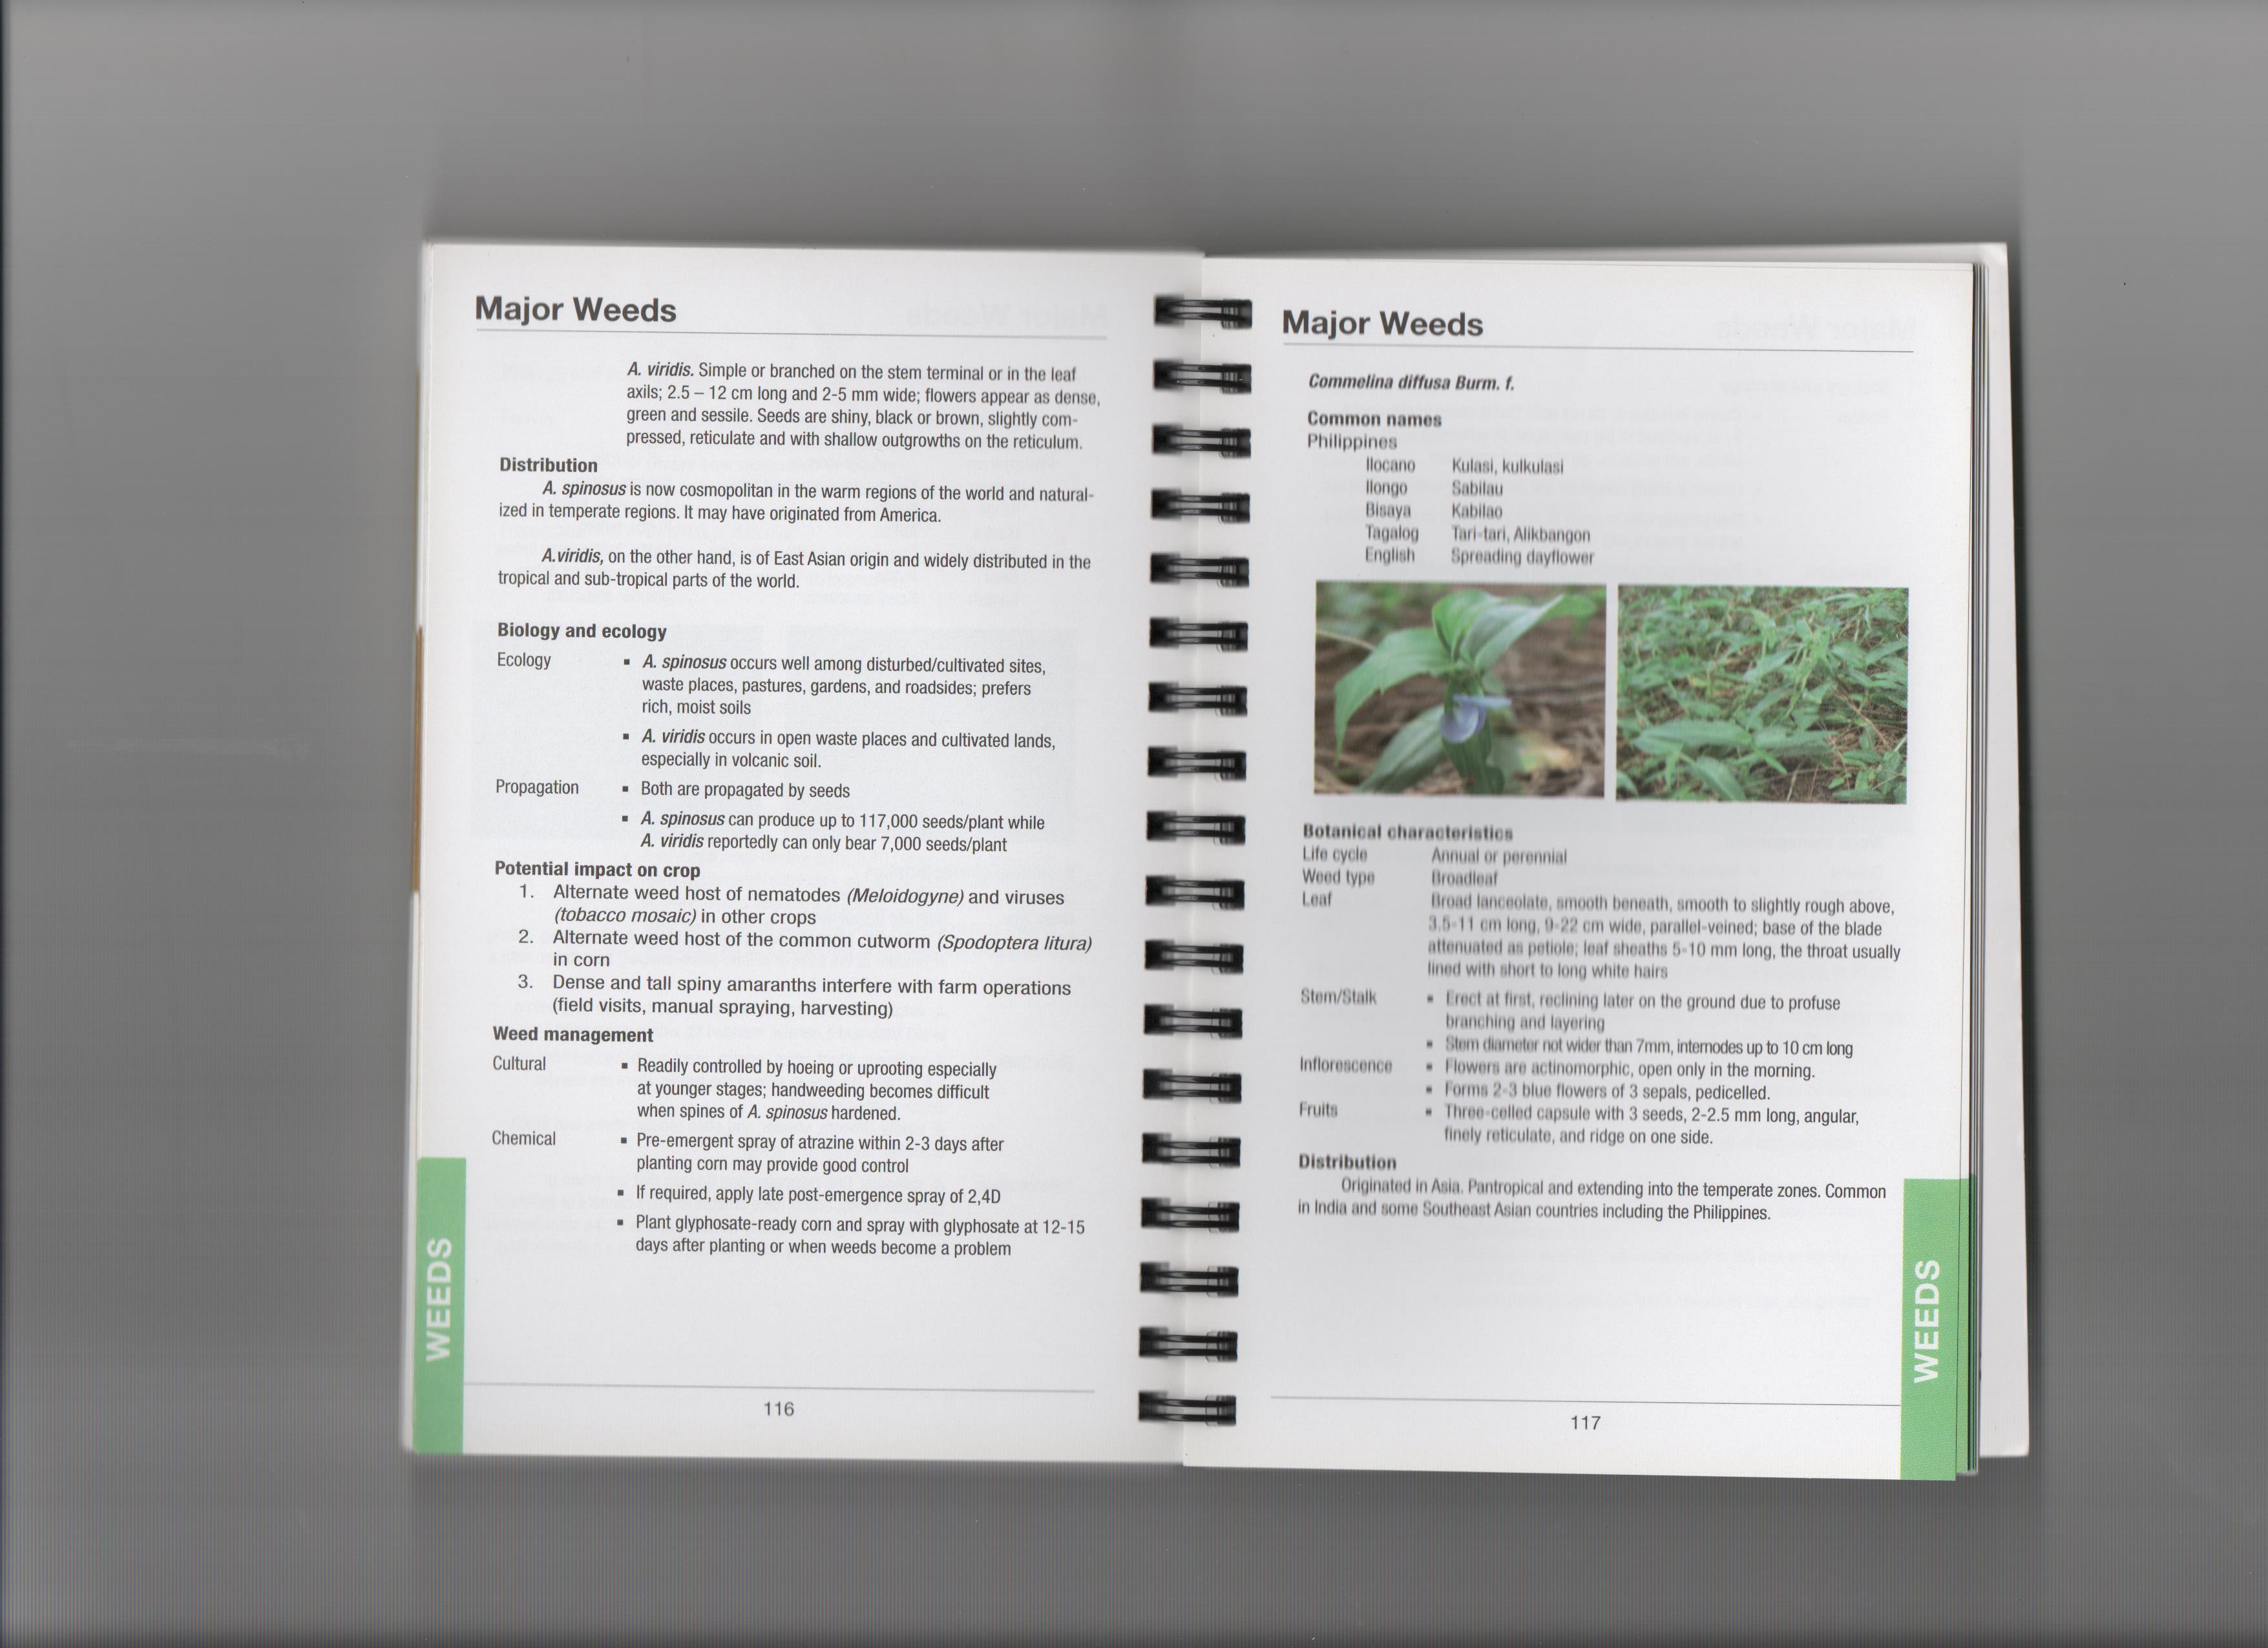 Major Weeds
A. viridis. Simple or branched on the stem terminal or in the leaf
axils; 2.5 – 12 cm long and 2-5 mm wide; flowers appear as dense,
green and sessile. Seeds are shiny, black or brown, slightly com-
pressed, reticulate and with shallow outgrowths on the reticulum.
Distribution
A. spinosus is now cosmopolitan in the warm regions of the world and natural-
ized in temperate regions. It may have originated from America.
A.viridis, on the other hand, is of East Asian origin and widely distributed in the
tropical and sub-tropical parts of the world.
Biology and ecology
Ecology ▪ A. spinosus occurs well among disturbed/cultivated sites,
waste places, pastures, gardens, and roadsides; prefers
rich, moist soils
▪ A. viridis occurs in open waste places and cultivated lands,
especially in volcanic soil.
Propagation ▪ Both are propagated by seeds
▪ A. spinosus can produce up to 117,000 seeds/plant while
A. viridis reportedly can only bear 7,000 seeds/plant
Potential impact on crop
1. Alternate weed host of nematodes (Meloidogyne) and viruses
(tobacco mosaic) in other crops
2. Alternate weed host of the common cutworm (Spodoptera litura)
in corn
3. Dense and tall spiny amaranths interfere with farm operations
(field visits, manual spraying, harvesting)
Weed management
Cultural ▪ Readily controlled by hoeing or uprooting especially
at younger stages; handweeding becomes difficult
when spines of A. spinosus hardened.
Chemical ▪ Pre-emergent spray of atrazine within 2-3 days after
planting corn may provide good control
▪ If required, apply late post-emergence spray of 2,4D
▪ Plant glyphosate-ready corn and spray with glyphosate at 12-15
days after planting or when weeds become a problem
WEEDS
116
Major Weeds
Commelina diffusa Burm. f.
Common names
Philippines
Ilocano Kulasi, kulkulasi
Ilongo Sabilau
Bisaya Kabilao
Tagalog Tari-tari, Alikbangon
English Spreading dayflower
Botanical characteristics
Life cycle Annual or perennial
Weed type Broadleaf
Leaf Broad lanceolate, smooth beneath, smooth to slightly rough above,
3.5-11 cm long, 9-22 cm wide, parallel-veined; base of the blade
attenuated as petiole; leaf sheaths 5-10 mm long, the throat usually
lined with short to long white hairs
Stem/Stalk ▪ Erect at first, reclining later on the ground due to profuse
branching and layering
▪ Stem diameter not wider than 7mm, internodes up to 10 cm long
Inflorescence ▪ Flowers are actinomorphic, open only in the morning.
▪ Forms 2-3 blue flowers of 3 sepals, pedicelled.
Fruits ▪ Three-celled capsule with 3 seeds, 2-2.5 mm long, angular,
finely reticulate, and ridge on one side.
Distribution
Originated in Asia. Pantropical and extending into the temperate zones. Common
in India and some Southeast Asian countries including the Philippines.
WEEDS
117